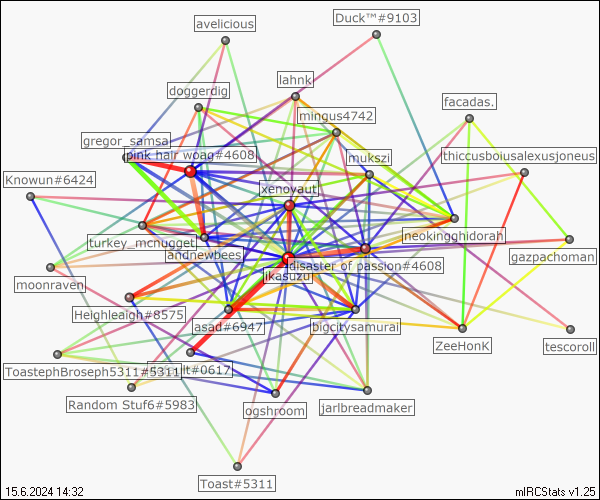 Duck™#9103
avelicious
lahnk
doggerdig
facadas.
mingus4742
gregor_samsa
pink hair woag#4608
mukszi
thiccusboiusalexusjoneus
Knowun#6424
xenoyaut
neokingghidorah
turkey_mcnugget
andnewbees
gazpachoman
disaster of passion#4608
jikasuzu
moonraven
Heighleaigh#8575
asad#6947
bigcitysamurai
ZeeHonK
tescoroll
ToastephBroseph5311#5311
lt#0617
Random Stuf6#5983
ogshroom
jarlbreadmaker
Toast#5311
15.6.2024 14:32
mIRCStats v1.25